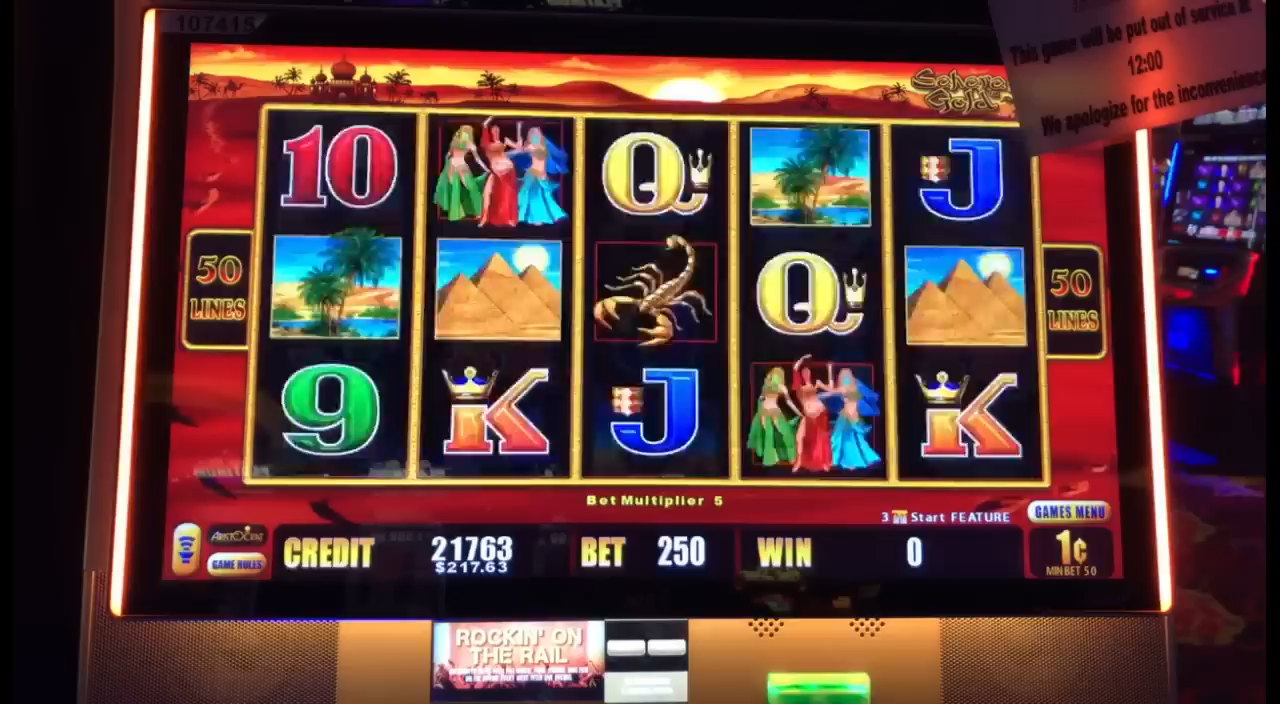 107415
This game will be put out of service at
12:00
We apologize for the inconvenience
Sahara
Gold
10
Q
J
50
LINES
Q
50
LINES
9
K
J
K
Bet Multiplier 5
3 Start FEATURE
GAMES MENU
ARISTOCRAT
GAME RULES
CREDIT
21763
$217.63
BET 250
WIN 0
1¢
MIN BET 50
ROCKIN' ON
THE RAIL